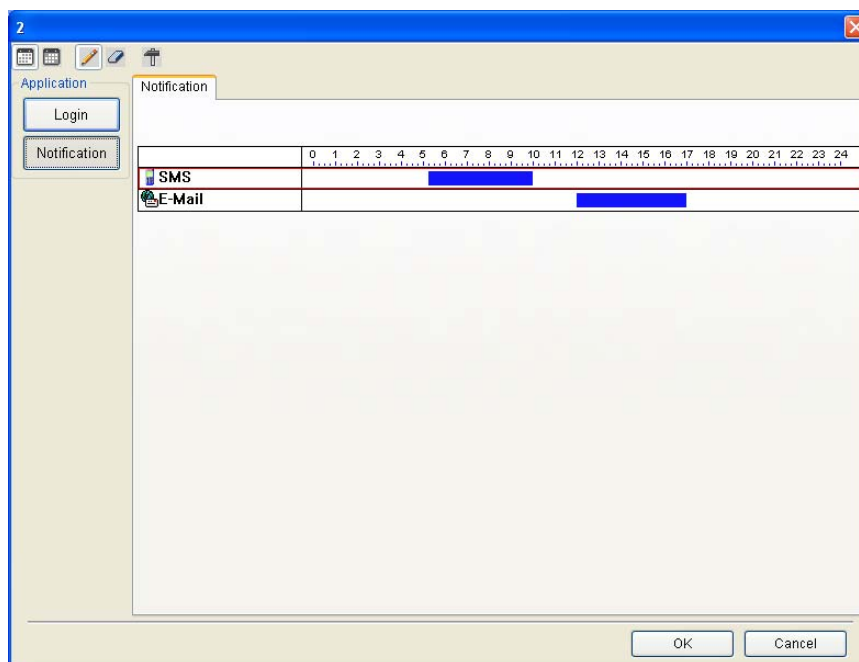 2
Application
Login
Notification
Notification
0 1 2 3 4 5 6 7 8 9 10 11 12 13 14 15 16 17 18 19 20 21 22 23 24
SMS
E-Mail
OK
Cancel